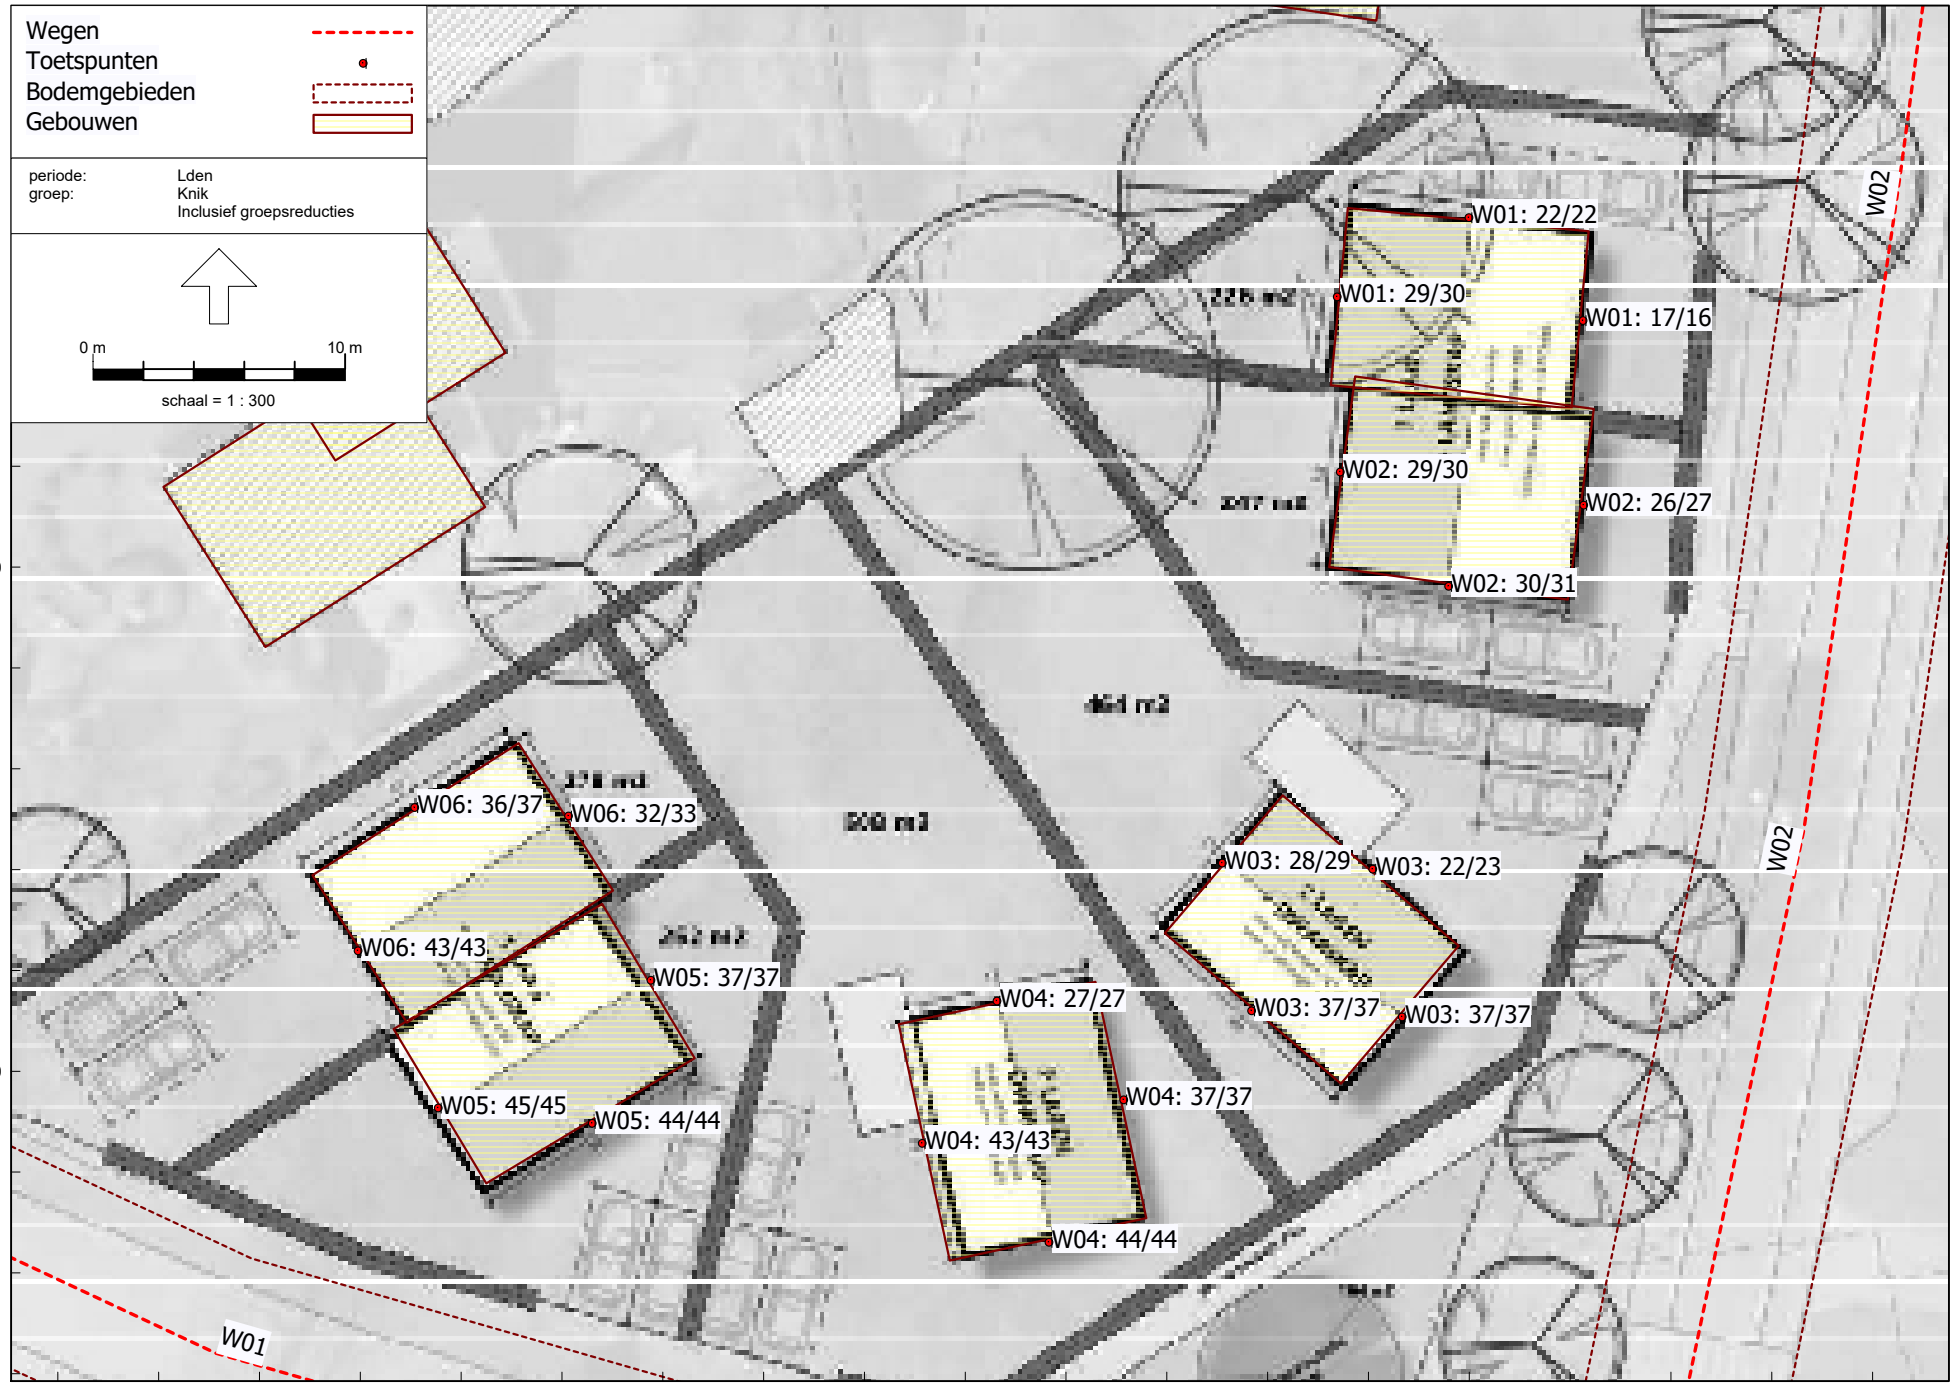 Wegen
Toetspunten
Bodemgebieden
Gebouwen
periode: Lden
groep: Knik
Inclusief groepsreducties
0 m 10 m
schaal = 1 : 300
W02
W01: 22/22
W01: 29/30
W01: 17/16
W02: 29/30
W02: 26/27
W02: 30/31
464 m2
W06: 36/37
W06: 32/33
W02
W03: 28/29
W03: 22/23
262 m2
W06: 43/43
W05: 37/37
W04: 27/27
W03: 37/37
W03: 37/37
W05: 45/45
W05: 44/44
W04: 37/37
W04: 43/43
W04: 44/44
W01